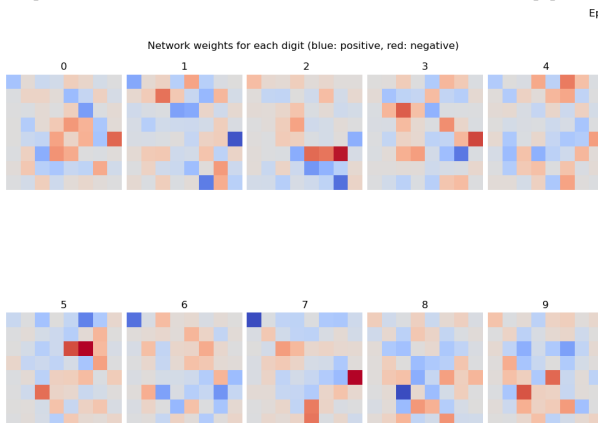 Ep
Network weights for each digit (blue: positive, red: negative)
0 1 2 3 4
5 6 7 8 9